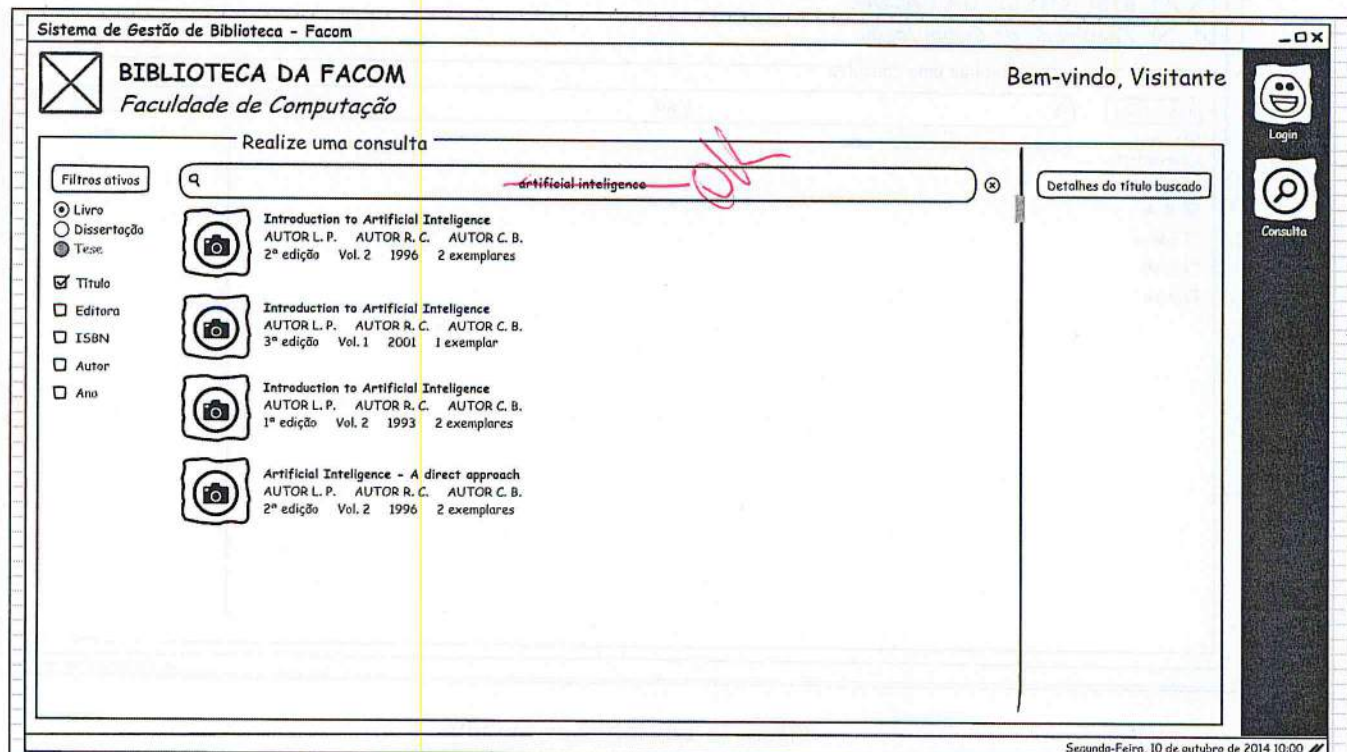 Sistema de Gestão de Biblioteca - Facom
BIBLIOTECA DA FACOM
Faculdade de Computação
Bem-vindo, Visitante
Login
Consulta
Realize uma consulta
Filtros ativos
Livro
Dissertação
Tese
Título
Editora
ISBN
Autor
Ano
artificial inteligence
OK
Detalhes do título buscado
Introduction to Artificial Inteligence
AUTOR L. P. AUTOR R. C. AUTOR C. B.
2ª edição Vol. 2 1996 2 exemplares
Introduction to Artificial Inteligence
AUTOR L. P. AUTOR R. C. AUTOR C. B.
3ª edição Vol. 1 2001 1 exemplar
Introduction to Artificial Inteligence
AUTOR L. P. AUTOR R. C. AUTOR C. B.
1ª edição Vol. 2 1993 2 exemplares
Artificial Inteligence - A direct approach
AUTOR L. P. AUTOR R. C. AUTOR C. B.
2ª edição Vol. 2 1996 2 exemplares
Segunda-Feira, 10 de outubro de 2014 10:00